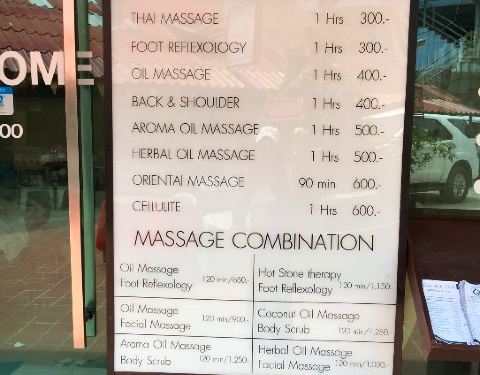 OME
00
THAI MASSAGE 1 Hrs 300.-
FOOT REFLEXOLOGY 1 Hrs 300.-
OIL MASSAGE 1 Hrs 400.-
BACK & SHOULDER 1 Hrs 400.-
AROMA OIL MASSAGE 1 Hrs 500.-
HERBAL OIL MASSAGE 1 Hrs 500.-
ORIENTAL MASSAGE 90 min 600.-
CELLULITE 1 Hrs 600.-
MASSAGE COMBINATION
Oil Massage
Foot Reflexology 120 min/650.-
Hot Stone therapy
Foot Reflexology 120 min/1,150.
Oil Massage
Facial Massage 120 min/900.-
Coconut Oil Massage
Body Scrub 120 min/1,250.
Aroma Oil Massage
Body Scrub 120 min/1,250.
Herbal Oil Massage
Facial Massage 120 min/1,000.-